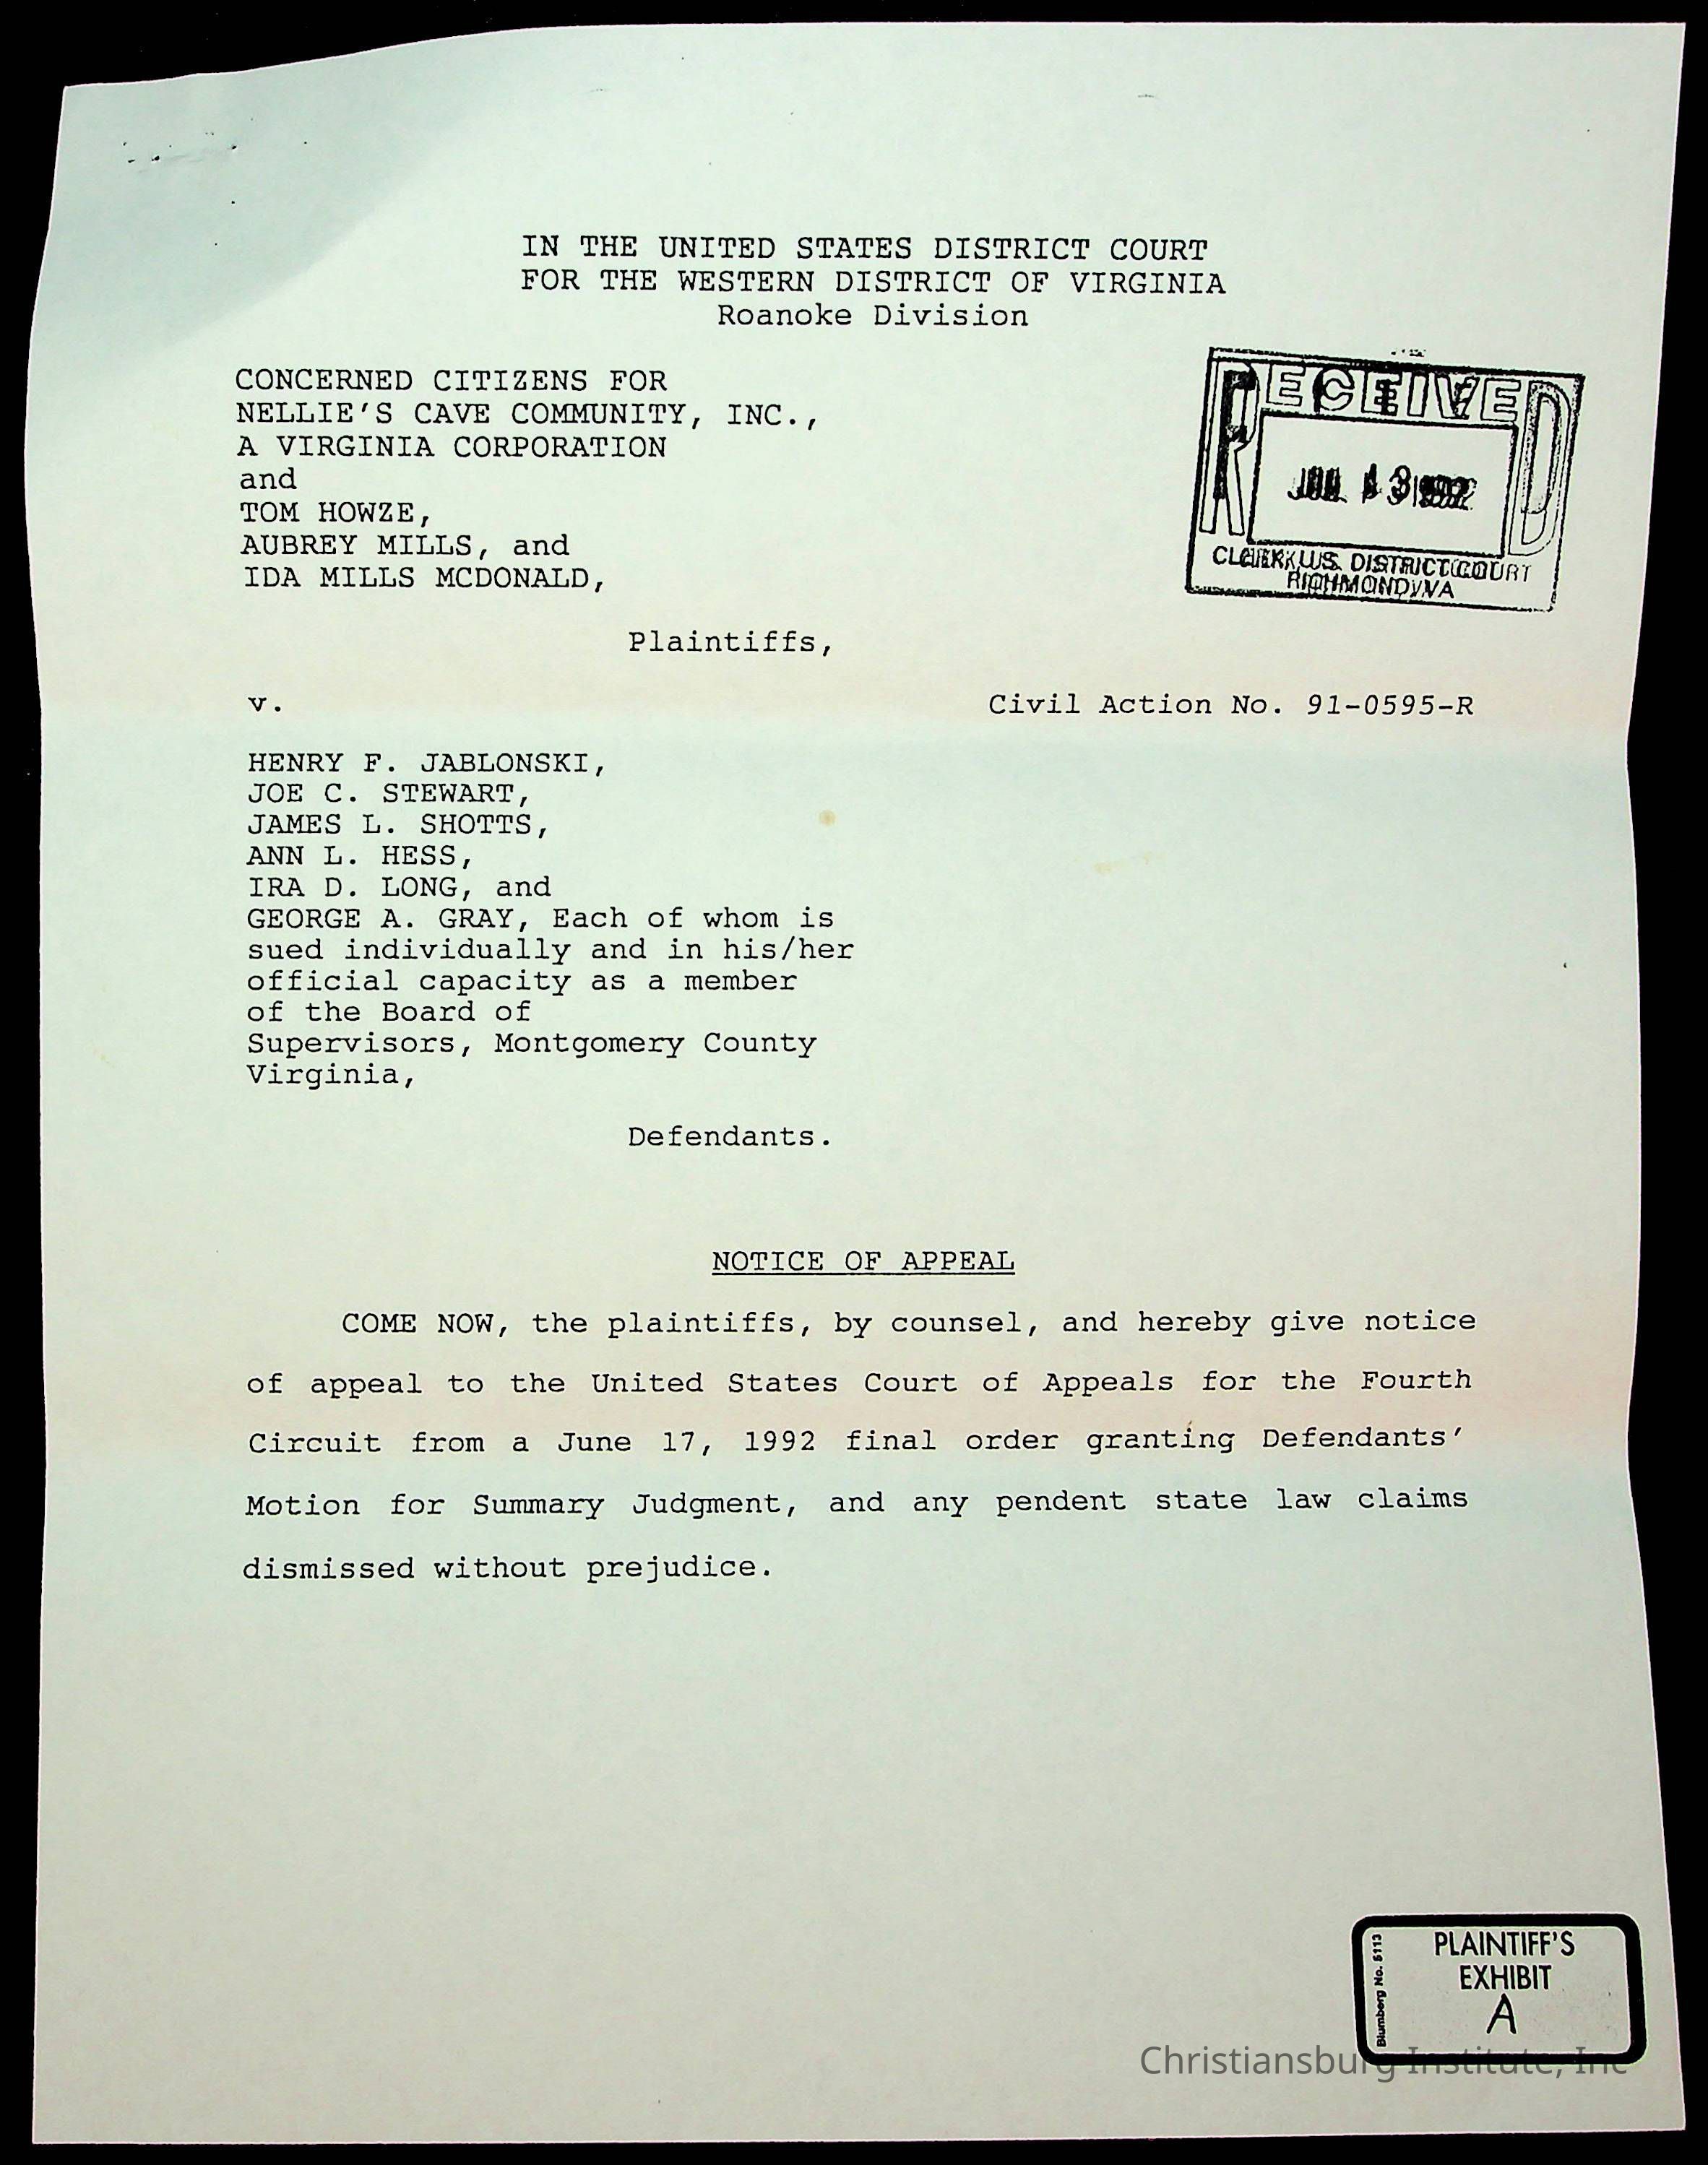 IN THE UNITED STATES DISTRICT COURT
FOR THE WESTERN DISTRICT OF VIRGINIA
Roanoke Division
CONCERNED CITIZENS FOR
NELLIE'S CAVE COMMUNITY, INC.,
A VIRGINIA CORPORATION
and
TOM HOWZE,
AUBREY MILLS, and
IDA MILLS MCDONALD,
RECEIVED
CLERK U.S. DISTRICT COURT
RICHMOND, VA
Plaintiffs,
v.
Civil Action No. 91-0595-R
HENRY F. JABLONSKI,
JOE C. STEWART,
JAMES L. SHOTTS,
ANN L. HESS,
IRA D. LONG, and
GEORGE A. GRAY, Each of whom is
sued individually and in his/her
official capacity as a member
of the Board of
Supervisors, Montgomery County
Virginia,
Defendants.
NOTICE OF APPEAL
COME NOW, the plaintiffs, by counsel, and hereby give notice
of appeal to the United States Court of Appeals for the Fourth
Circuit from a June 17, 1992 final order granting Defendants'
Motion for Summary Judgment, and any pendent state law claims
dismissed without prejudice.
Blumberg No. 5113
PLAINTIFF'S
EXHIBIT
A
Christiansburg Institute, Inc